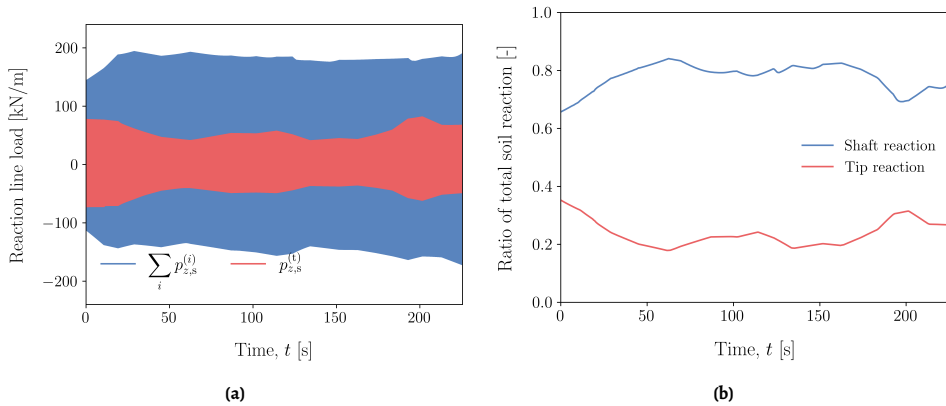 Reaction line load [kN/m]
200
100
0
−100
−200
∑ᵢ p_{z,s}^{(i)}
p_{z,s}^{(t)}
0 50 100 150 200
Time, t [s]
(a)
Ratio of total soil reaction [-]
1.0
0.8
0.6
0.4
0.2
0.0
Shaft reaction
Tip reaction
0 50 100 150 200
Time, t [s]
(b)